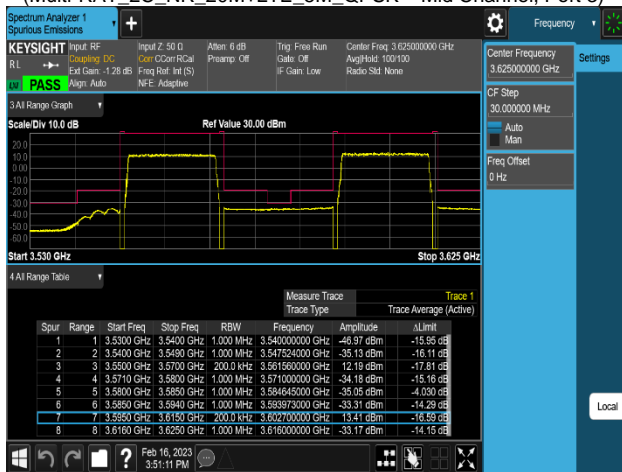 (Multi-RAT_2C_NR_20M+LTE_5M_QPSK – Mid Channel, Port 3)
Spectrum Analyzer 1
Spurious Emissions
Frequency
KEYSIGHT
RL
PASS
Input: RF
Coupling: DC
Ext Gain: -1.28 dB
Align: Auto
Input Z: 50 Ω
Corr CCorr RCal
Freq Ref: Int (S)
NFE: Adaptive
Atten: 6 dB
Preamp: Off
Trig: Free Run
Gate: Off
IF Gain: Low
Center Freq: 3.625000000 GHz
Avg|Hold: 100/100
Radio Std: None
Center Frequency
3.625000000 GHz
Settings
CF Step
30.000000 MHz
Auto
Man
Freq Offset
0 Hz
3 All Range Graph
Scale/Div 10.0 dB
Ref Value 30.00 dBm
20.0
10.0
0.00
-10.0
-20.0
-30.0
-40.0
-50.0
-60.0
Start 3.530 GHz
Stop 3.625 GHz
4 All Range Table
Measure Trace Trace 1
Trace Type Trace Average (Active)
Spur Range Start Freq Stop Freq RBW Frequency Amplitude ΔLimit
1 1 3.5300 GHz 3.5400 GHz 1.000 MHz 3.540000000 GHz -46.97 dBm -15.95 dB
2 2 3.5400 GHz 3.5490 GHz 1.000 MHz 3.547524000 GHz -35.13 dBm -16.11 dB
3 3 3.5500 GHz 3.5700 GHz 200.0 kHz 3.561560000 GHz 12.19 dBm -17.81 dB
4 4 3.5710 GHz 3.5800 GHz 1.000 MHz 3.571000000 GHz -34.18 dBm -15.16 dB
5 5 3.5800 GHz 3.5850 GHz 1.000 MHz 3.584645000 GHz -35.05 dBm -4.030 dB
6 6 3.5850 GHz 3.5940 GHz 1.000 MHz 3.593973000 GHz -33.31 dBm -14.29 dB
7 7 3.5950 GHz 3.6150 GHz 200.0 kHz 3.602700000 GHz 13.41 dBm -16.59 dB
8 8 3.6160 GHz 3.6250 GHz 1.000 MHz 3.616000000 GHz -33.17 dBm -14.15 dB
Local
Feb 16, 2023
3:51:11 PM